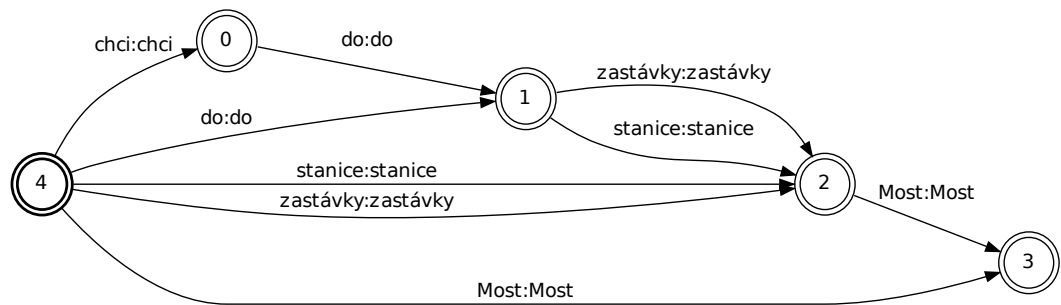 chci:chci
0
do:do
1
zastávky:zastávky
do:do
stanice:stanice
4
stanice:stanice
2
zastávky:zastávky
Most:Most
3
Most:Most